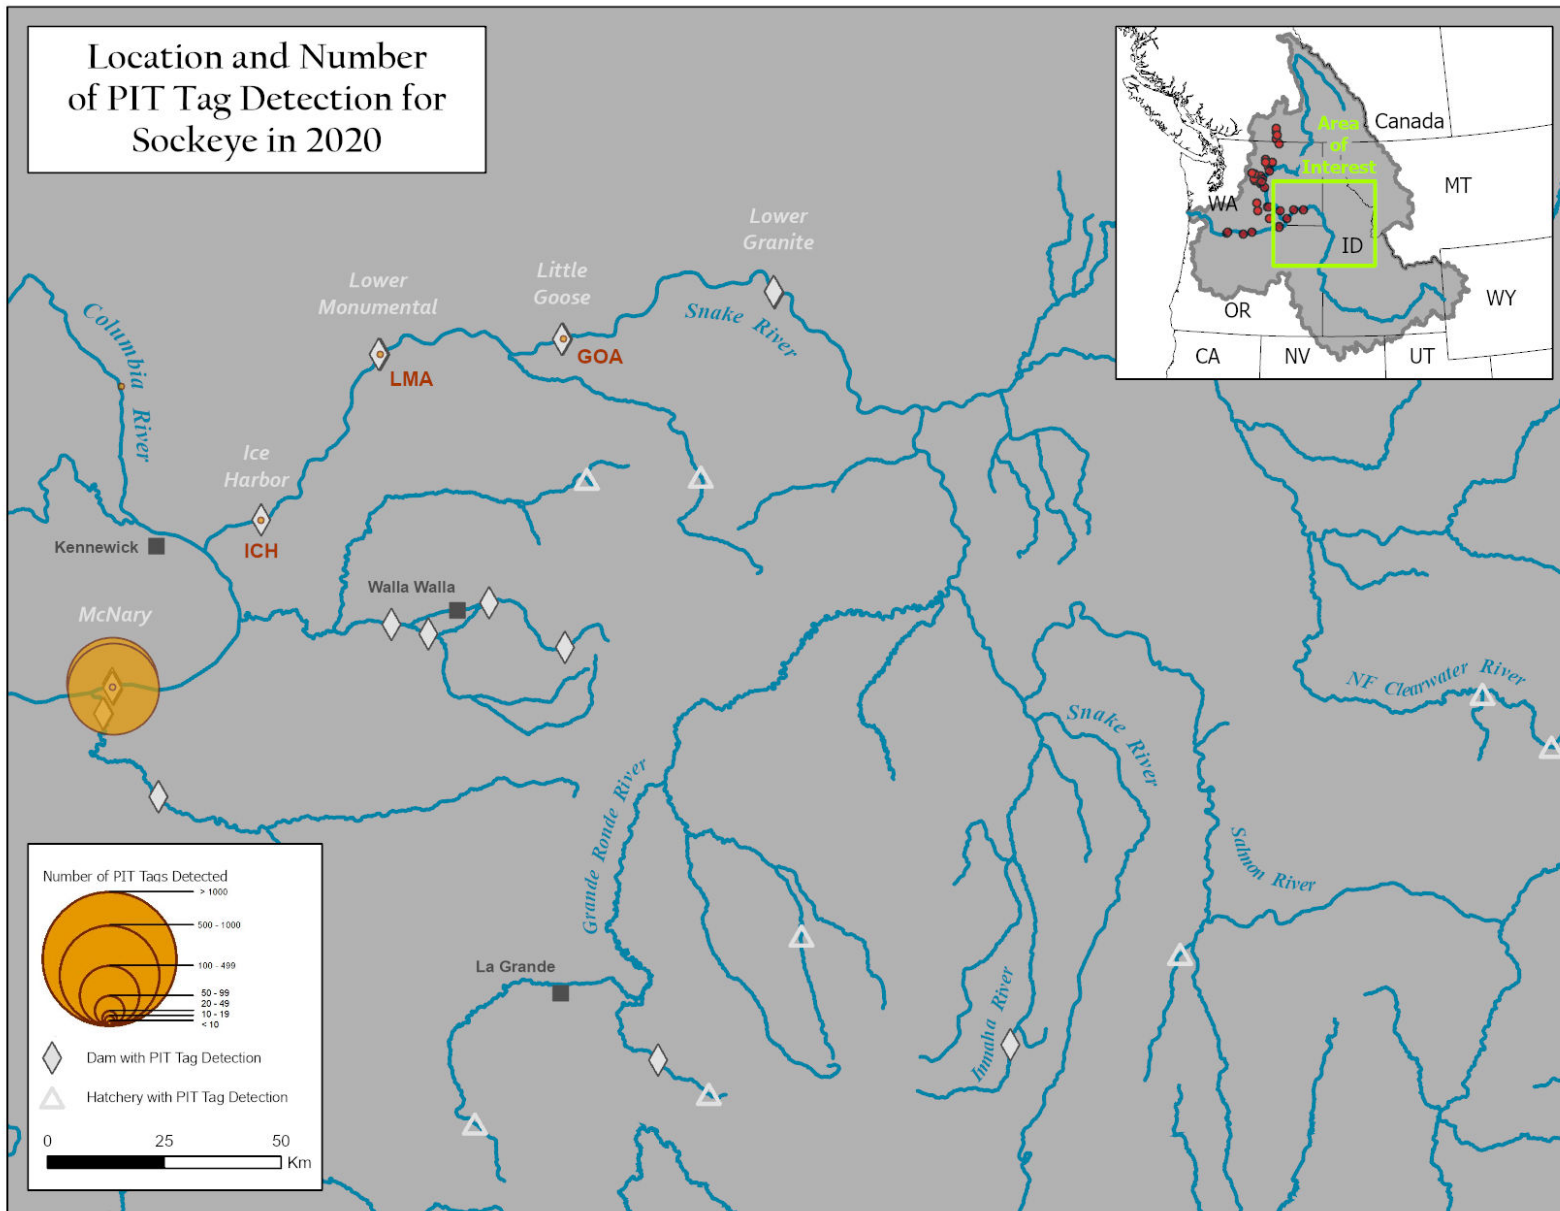 Location and Number
of PIT Tag Detection for
Sockeye in 2020
Canada
Area
of
Interest
MT
WA
ID
OR
WY
CA
NV
UT
Lower
Granite
Little
Goose
Lower
Monumental
Snake River
GOA
LMA
Columbia River
Ice
Harbor
ICH
Kennewick
Walla Walla
McNary
NF Clearwater River
Snake River
Grande Ronde River
Salmon River
La Grande
Imnaha River
Number of PIT Tags Detected
> 1000
500 - 1000
100 - 499
50 - 99
20 - 49
10 - 19
< 10
Dam with PIT Tag Detection
Hatchery with PIT Tag Detection
0 25 50
Km